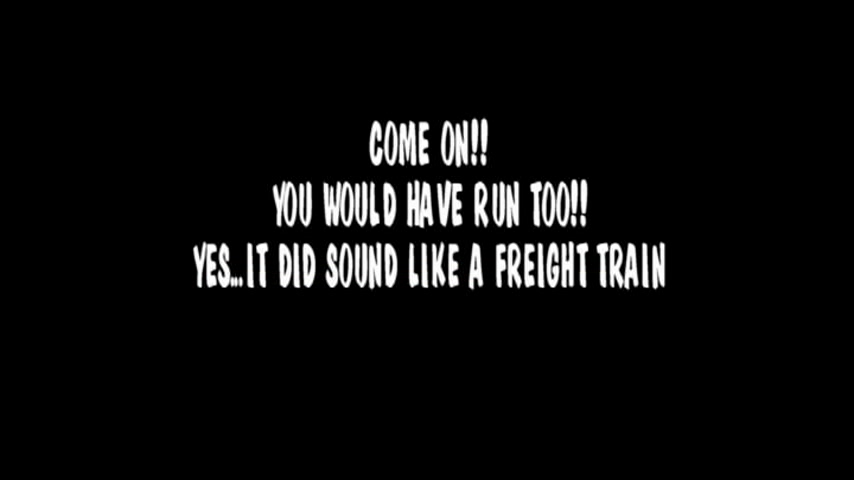 COME ON!!
YOU WOULD HAVE RUN TOO!!
YES...IT DID SOUND LIKE A FREIGHT TRAIN